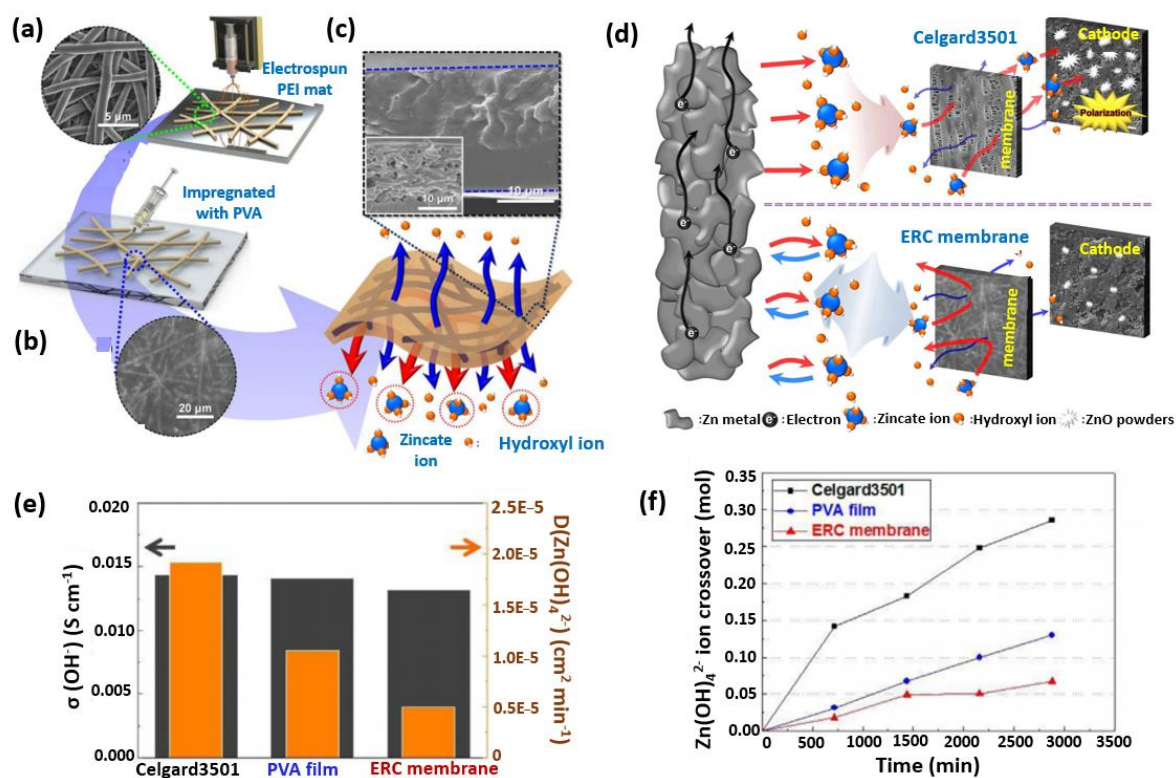 (a)
Electrospun
PEI mat
5 μm
Impregnated
with PVA
(b)
20 μm
(c)
10 μm
10 μm
Zincate
ion
:
Hydroxyl ion
(d)
Celgard3501
membrane
Cathode
Polarization
e-
e-
e-
e-
e-
ERC membrane
membrane
Cathode
:Zn metal e- :Electron :Zincate ion :Hydroxyl ion :ZnO powders
(e)
σ (OH-) (S cm⁻¹)
0.020
0.015
0.010
0.005
0.000
2.5E-5
2.0E-5
1.0E-5
0.5E-5
0
D(Zn(OH)₄²⁻) (cm² min⁻¹)
Celgard3501 PVA film ERC membrane
(f)
Zn(OH)₄²⁻ ion crossover (mol)
0.35
0.30
0.25
0.20
0.15
0.10
0.05
0.00
Celgard3501
PVA film
ERC membrane
0 500 1000 1500 2000 2500 3000 3500
Time (min)